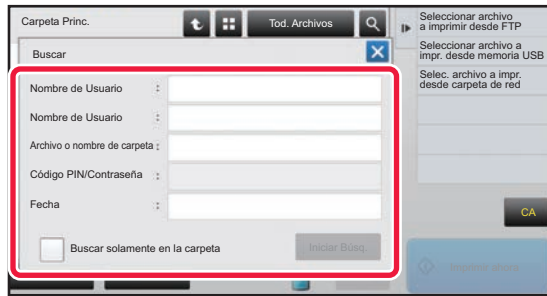 Carpeta Princ.
Tod. Archivos
Buscar
Nombre de Usuario :
Nombre de Usuario :
Archivo o nombre de carpeta :
Código PIN/Contraseña :
Fecha :
Buscar solamente en la carpeta
Iniciar Búsq.
Seleccionar archivo
a imprimir desde FTP
Seleccionar archivo a
impr. desde memoria USB
Selec. archivo a impr.
desde carpeta de red
CA
Imprimir ahora